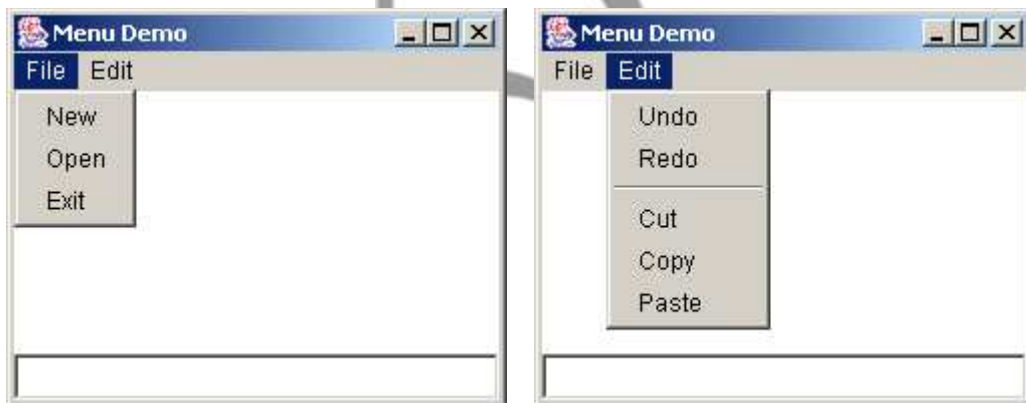 Menu Demo
File Edit
New
Open
Exit
Menu Demo
File Edit
Undo
Redo
Cut
Copy
Paste